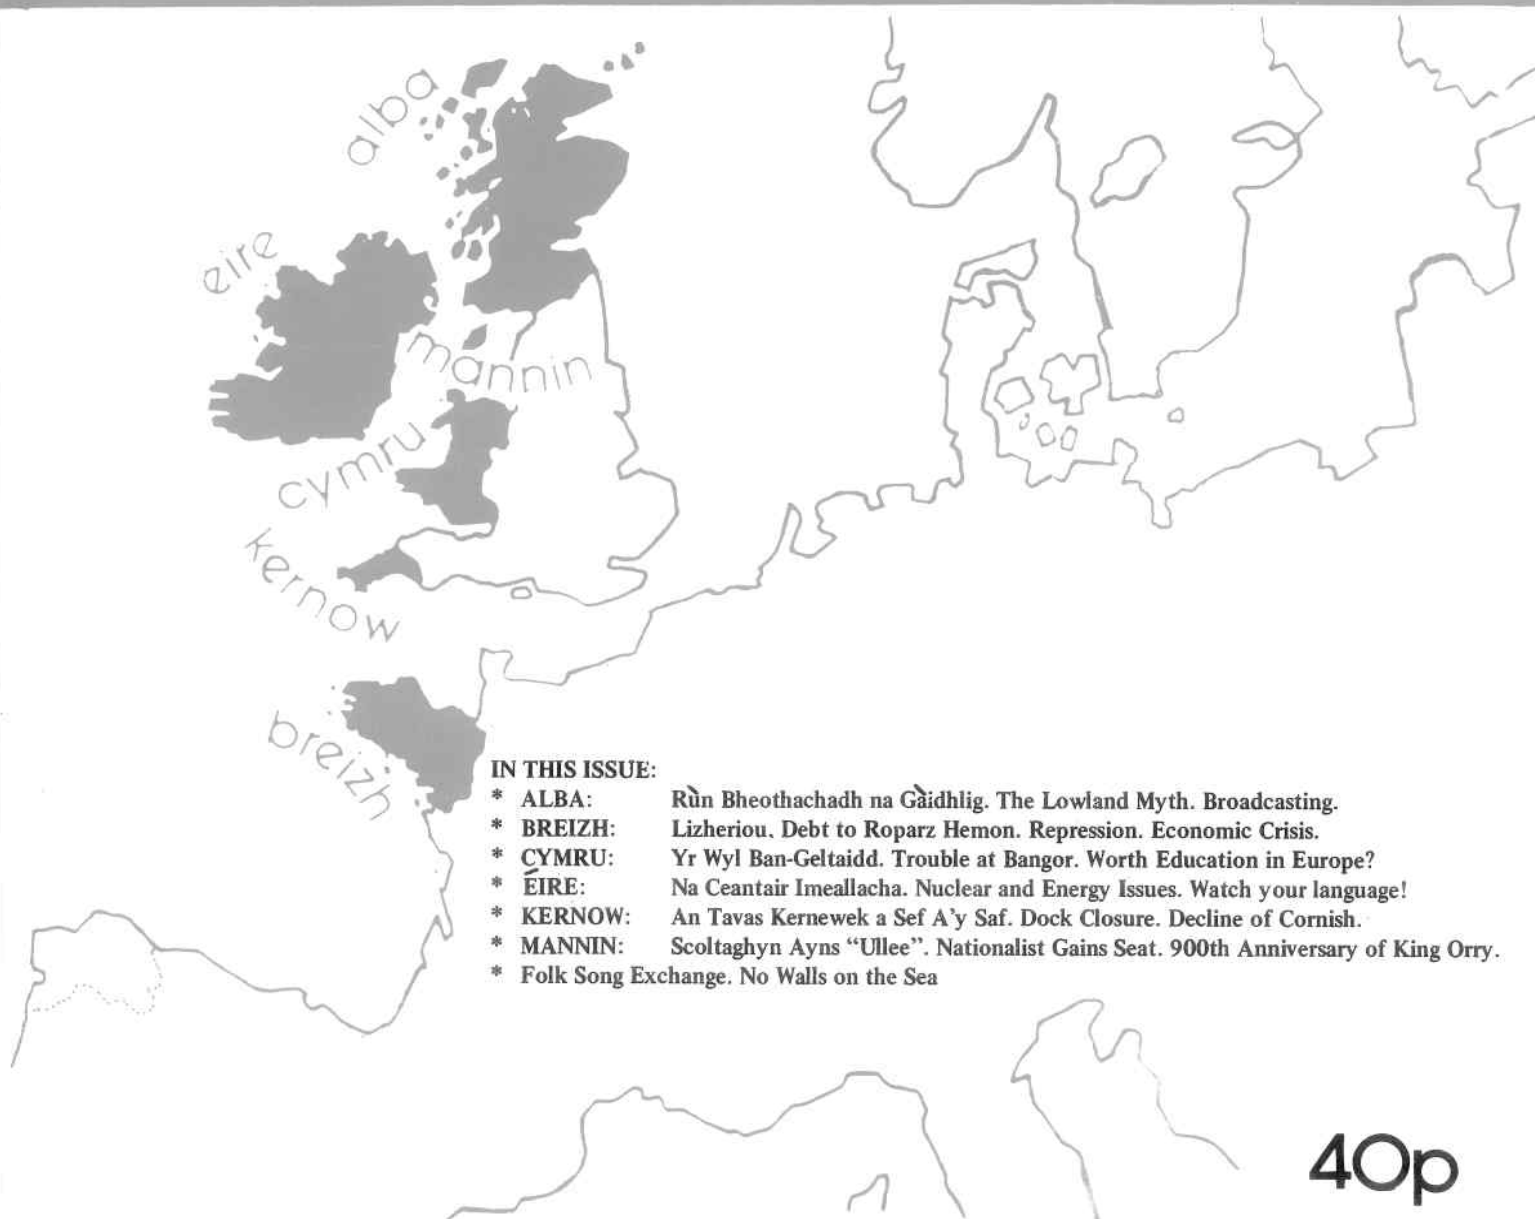 alba
eire
mannin
cymru
kernow
breizh
IN THIS ISSUE:
* ALBA: Rùn Bheothachadh na Gàidhlig. The Lowland Myth. Broadcasting.
* BREIZH: Lizheriou. Debt to Roparz Hemon. Repression. Economic Crisis.
* CYMRU: Yr Wyl Ban-Geltaidd. Trouble at Bangor. Worth Education in Europe?
* ÉIRE: Na Ceantair Imeallacha. Nuclear and Energy Issues. Watch your language!
* KERNOW: An Tavas Kernewek a Sef A'y Saf. Dock Closure. Decline of Cornish.
* MANNIN: Scoltaghyn Ayns “Ullee”. Nationalist Gains Seat. 900th Anniversary of King Orry.
* Folk Song Exchange. No Walls on the Sea
40p